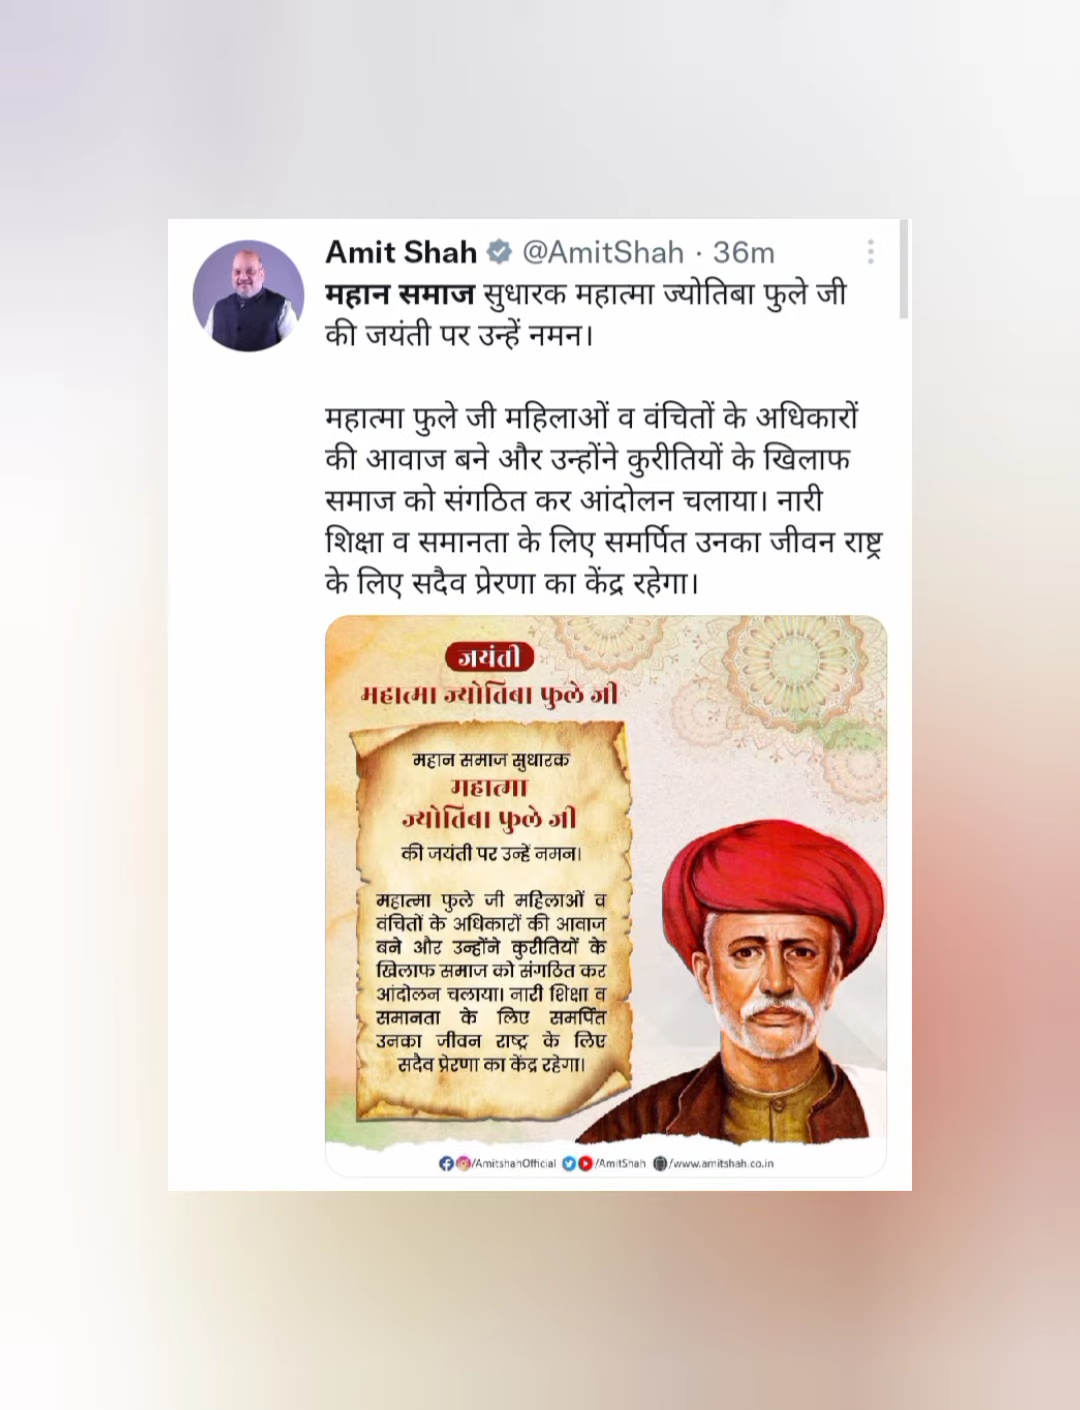 Amit Shah @AmitShah · 36m
महान समाज सुधारक महात्मा ज्योतिबा फुले जी
की जयंती पर उन्हें नमन।
महात्मा फुले जी महिलाओं व वंचितों के अधिकारों
की आवाज बने और उन्होंने कुरीतियों के खिलाफ
समाज को संगठित कर आंदोलन चलाया। नारी
शिक्षा व समानता के लिए समर्पित उनका जीवन राष्ट्र
के लिए सदैव प्रेरणा का केंद्र रहेगा।
जयंती
महात्मा ज्योतिबा फुले जी
महान समाज सुधारक
महात्मा
ज्योतिबा फुले जी
की जयंती पर उन्हें नमन।
महात्मा फुले जी महिलाओं व
वंचितों के अधिकारों की आवाज
बने और उन्होंने कुरीतियों के
खिलाफ समाज को संगठित कर
आंदोलन चलाया। नारी शिक्षा व
समानता के लिए समर्पित
उनका जीवन राष्ट्र के लिए
सदैव प्रेरणा का केंद्र रहेगा।
/AmitshahOfficial /AmitShah /www.amitshah.co.in